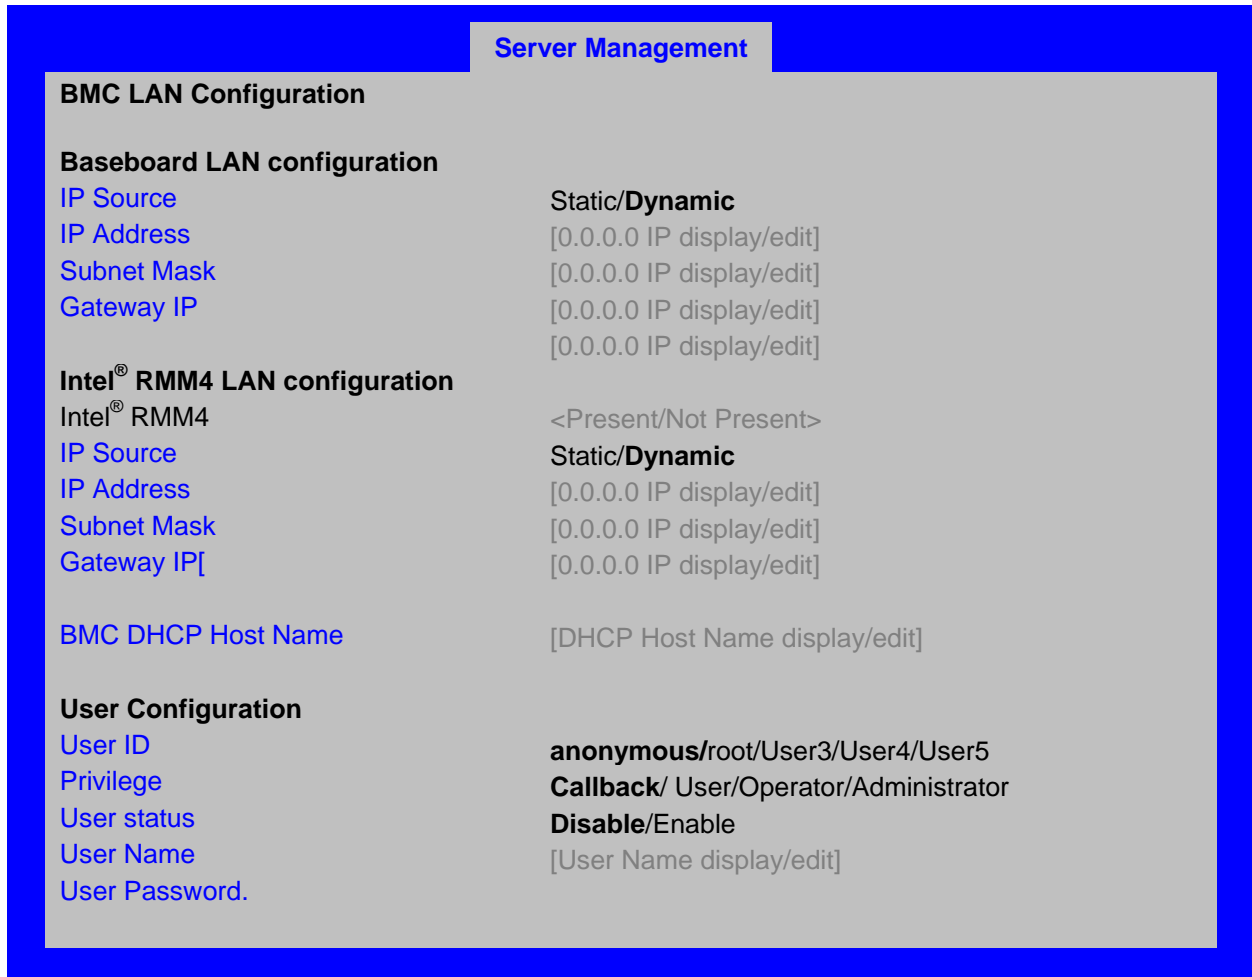 Server Management
BMC LAN Configuration
Baseboard LAN configuration
IP Source Static/Dynamic
IP Address [0.0.0.0 IP display/edit]
Subnet Mask [0.0.0.0 IP display/edit]
Gateway IP [0.0.0.0 IP display/edit]
[0.0.0.0 IP display/edit]
Intel® RMM4 LAN configuration
Intel® RMM4 <Present/Not Present>
IP Source Static/Dynamic
IP Address [0.0.0.0 IP display/edit]
Subnet Mask [0.0.0.0 IP display/edit]
Gateway IP[ [0.0.0.0 IP display/edit]
BMC DHCP Host Name [DHCP Host Name display/edit]
User Configuration
User ID anonymous/root/User3/User4/User5
Privilege Callback/ User/Operator/Administrator
User status Disable/Enable
User Name [User Name display/edit]
User Password.